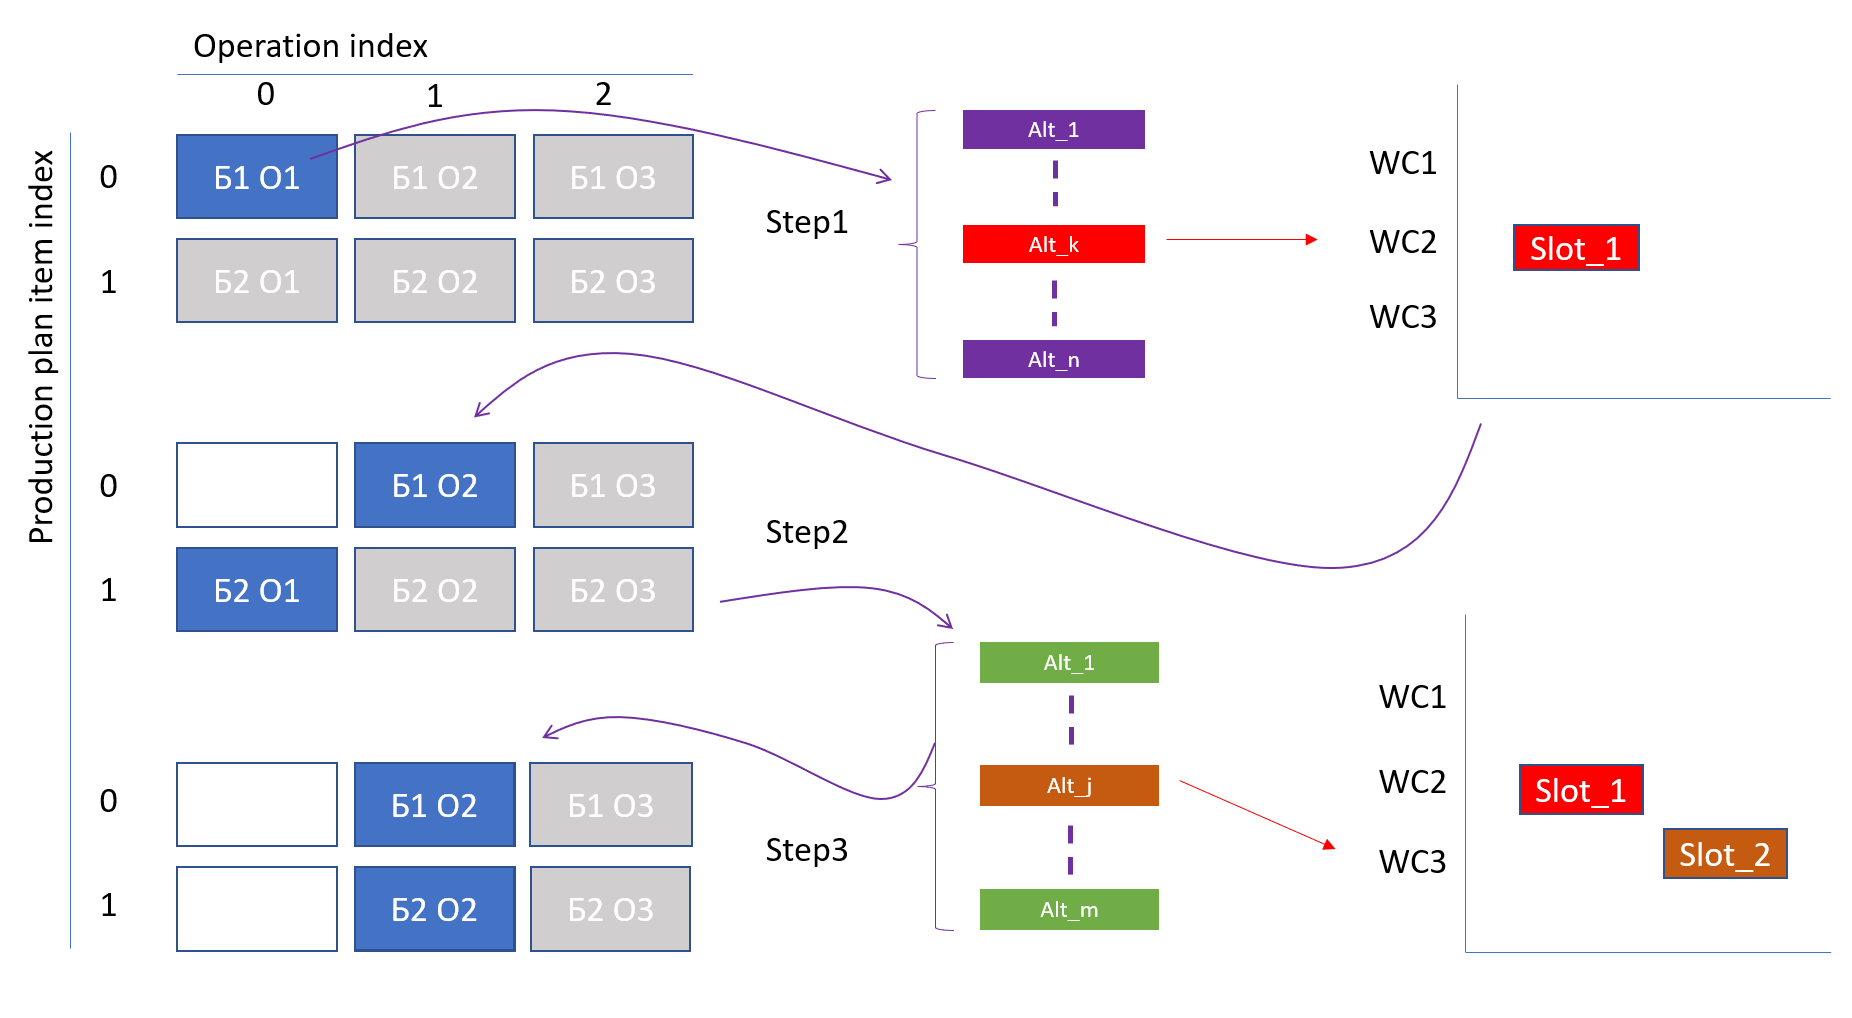 Operation index
0 1 2
Production plan item index
0 Б1 О1 Б1 О2 Б1 О3
1 Б2 О1 Б2 О2 Б2 О3
Step1
Alt_1
Alt_k
Alt_n
WC1
WC2
WC3
Slot_1
0 Б1 О2 Б1 О3
1 Б2 О1 Б2 О2 Б2 О3
Step2
Alt_1
Alt_j
Alt_m
WC1
WC2
WC3
Slot_1
Slot_2
0 Б1 О2 Б1 О3
1 Б2 О2 Б2 О3
Step3